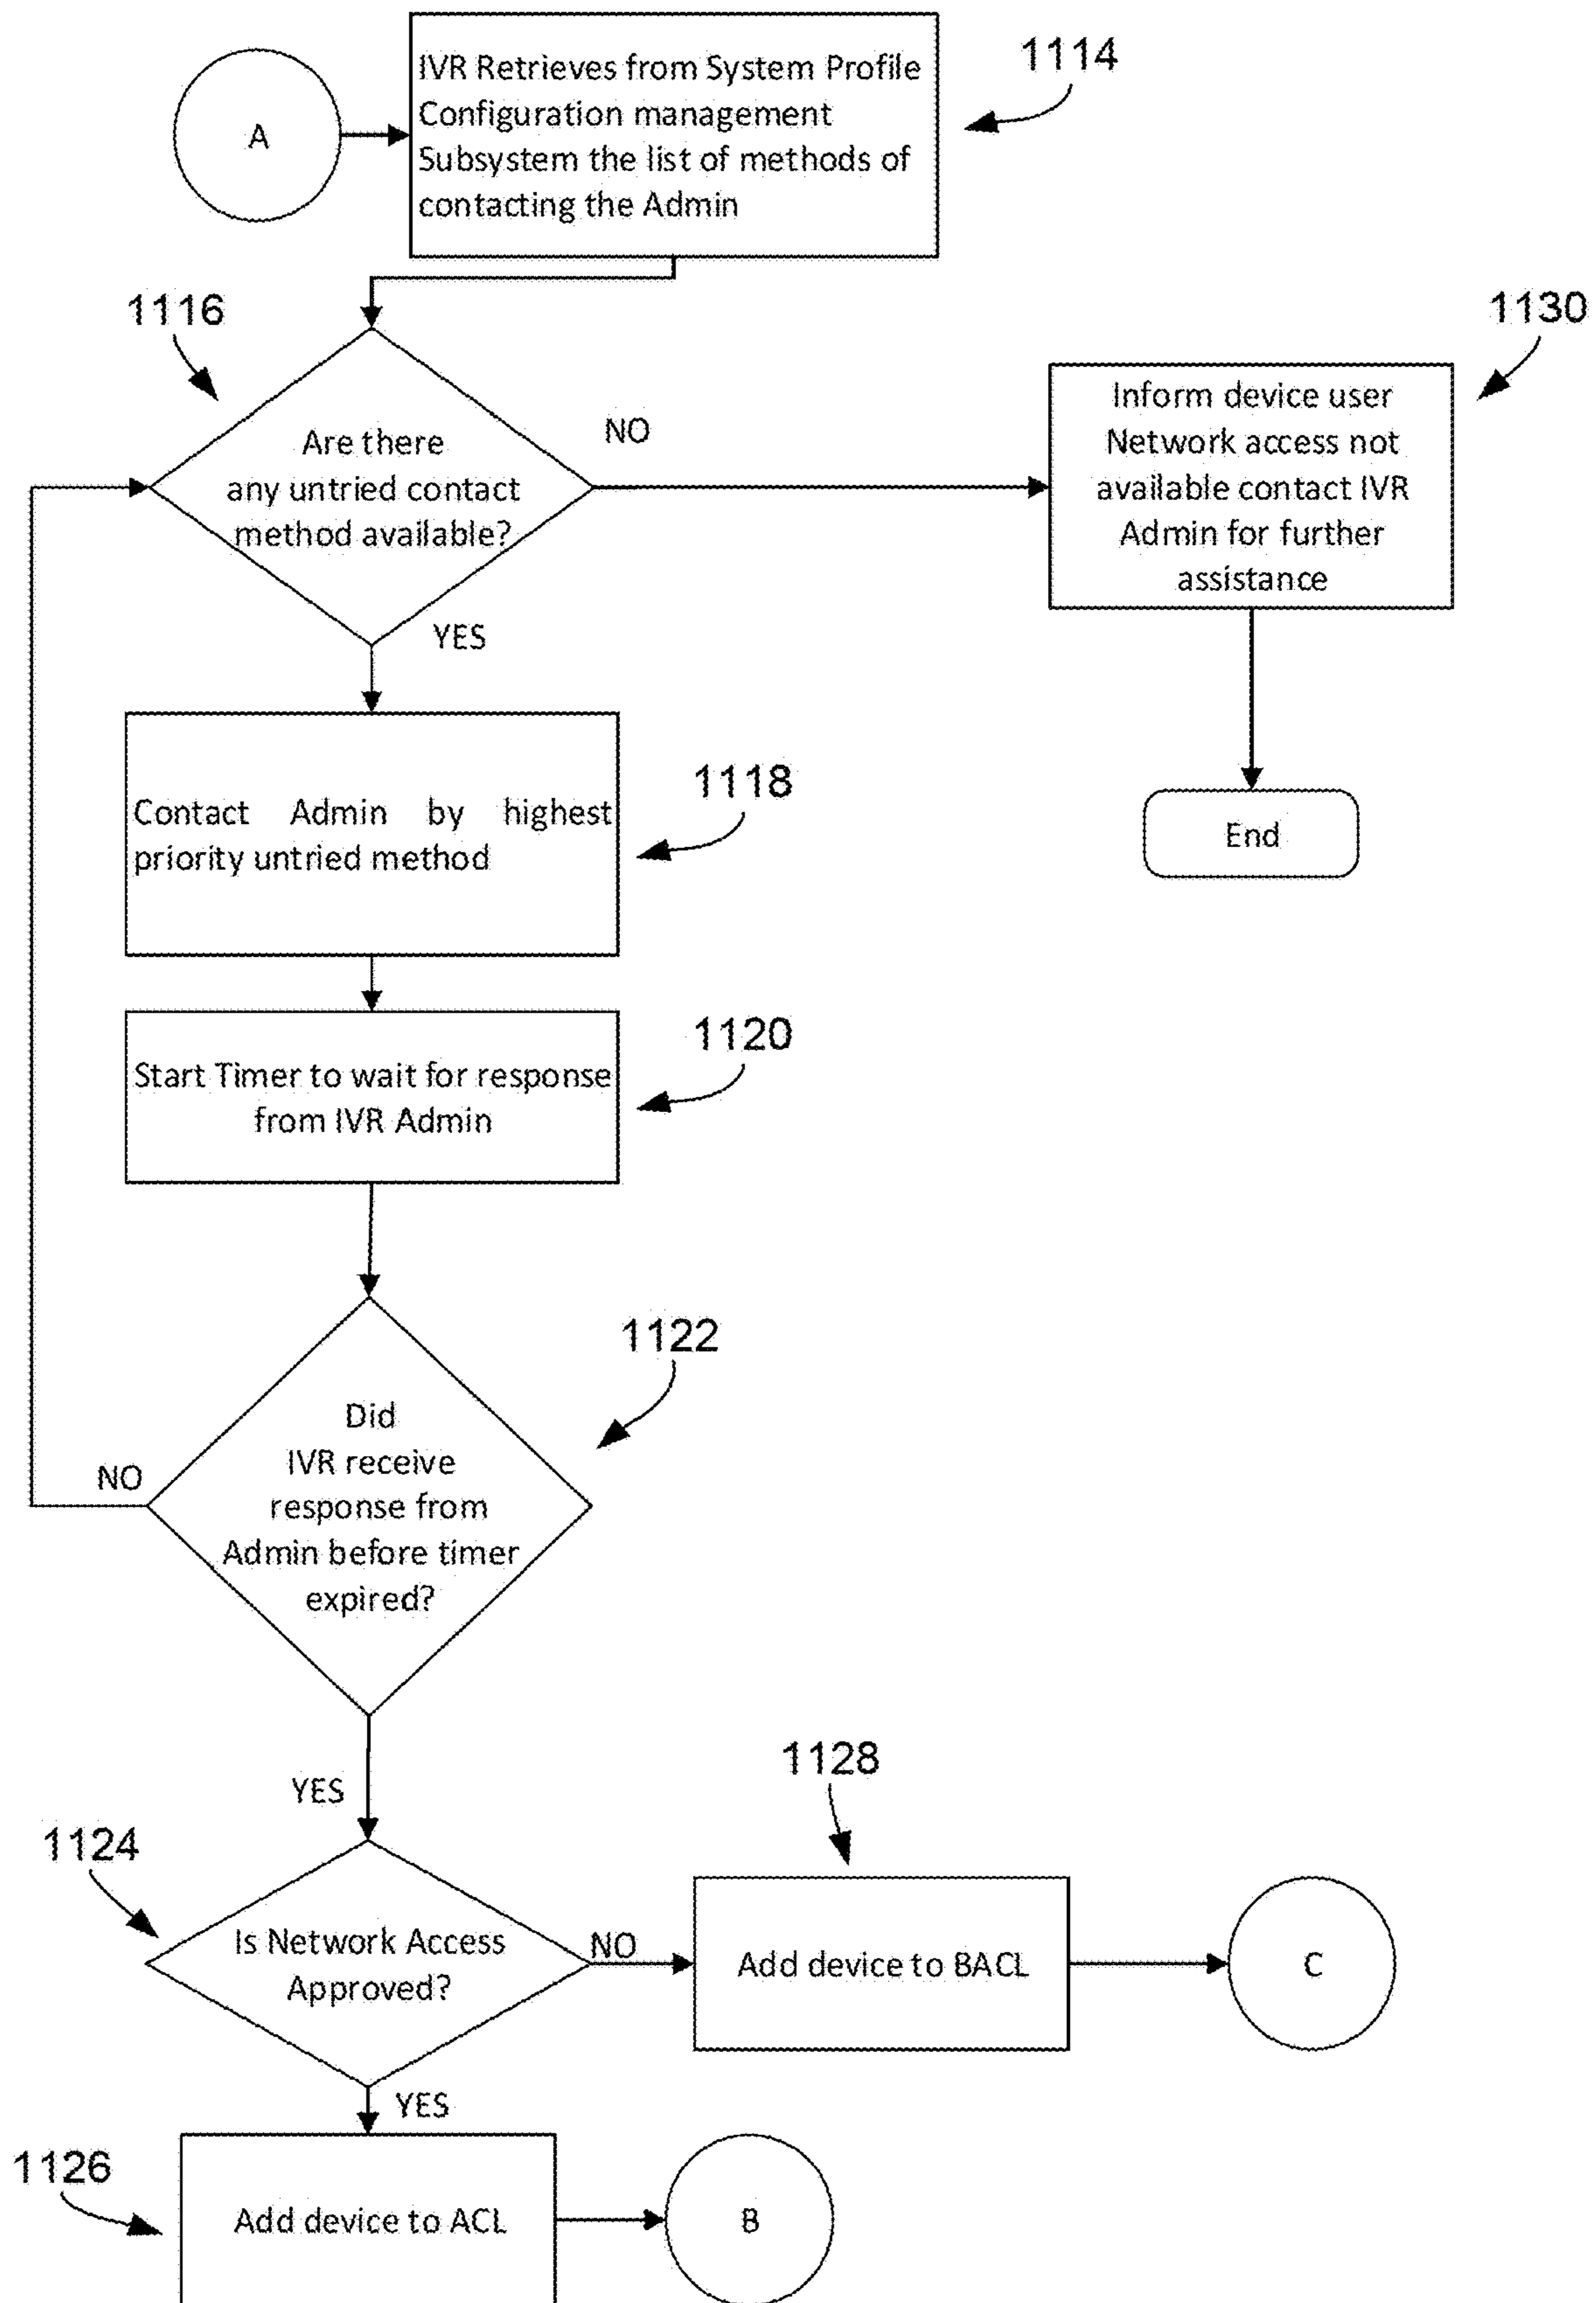 A
IVR Retrieves from System Profile
Configuration management
Subsystem the list of methods of
contacting the Admin
1114
1116
Are there
any untried contact
method available?
NO
YES
1130
Inform device user
Network access not
available contact IVR
Admin for further
assistance
End
Contact Admin by highest
priority untried method
1118
Start Timer to wait for response
from IVR Admin
1120
Did
IVR receive
response from
Admin before timer
expired?
1122
NO
YES
1124
Is Network Access
Approved?
NO
1128
Add device to BACL
C
YES
1126
Add device to ACL
B